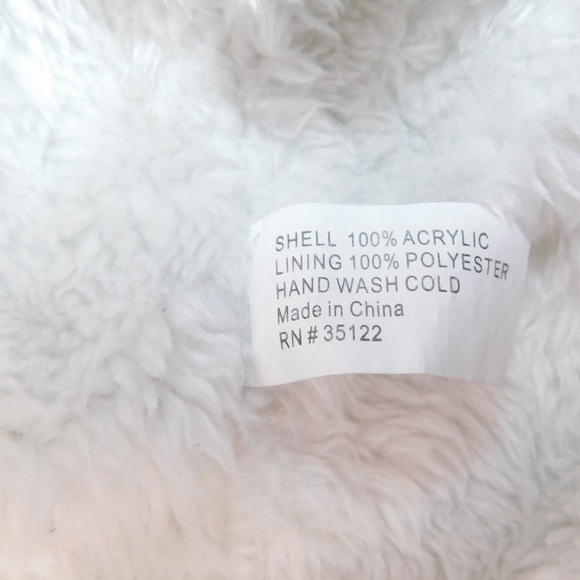 SHELL 100% ACRYLIC
LINING 100% POLYESTER
HAND WASH COLD
Made in China
RN # 35122